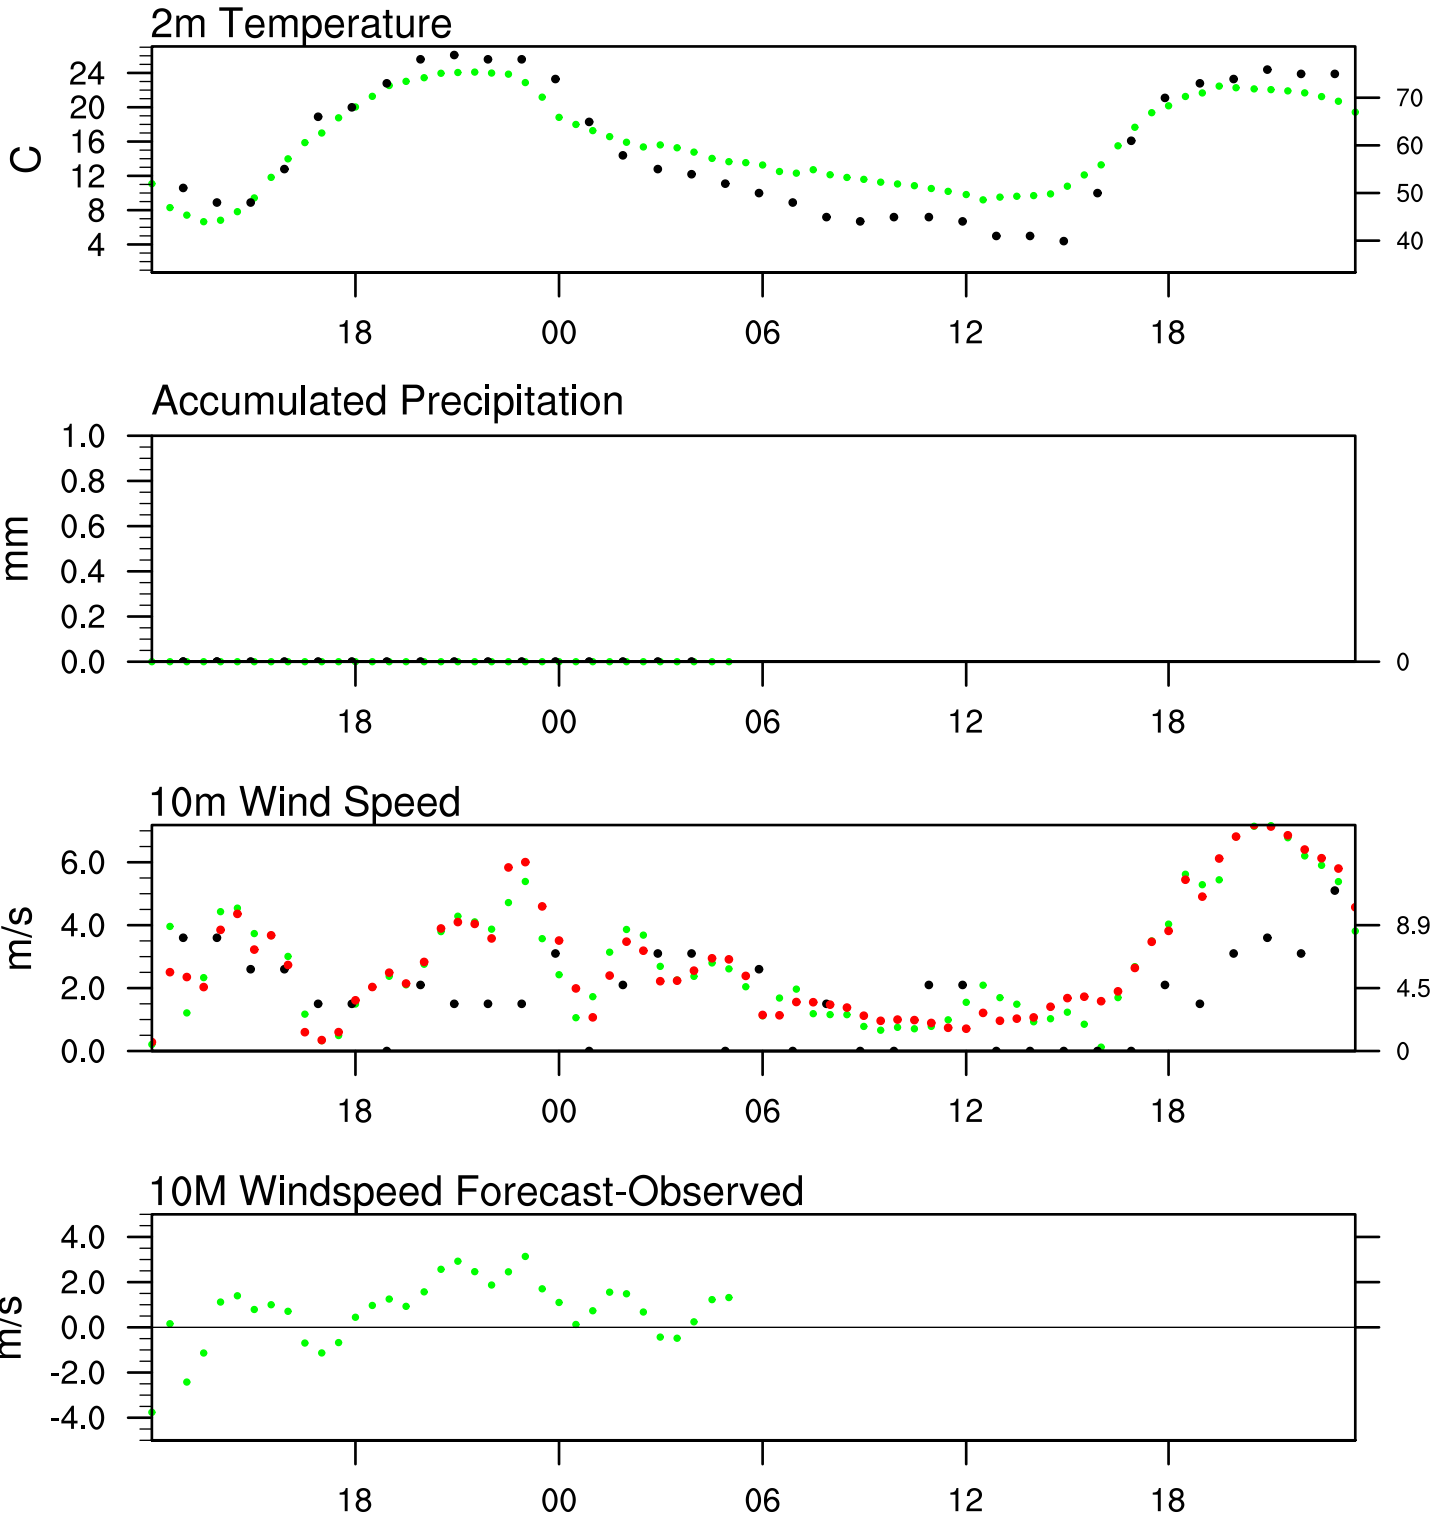 2m Temperature
C
24
20
16
12
8
4
70
60
50
40
18 00 06 12 18
Accumulated Precipitation
mm
1.0
0.8
0.6
0.4
0.2
0.0
0
18 00 06 12 18
10m Wind Speed
m/s
6.0
4.0
2.0
0.0
8.9
4.5
0
18 00 06 12 18
10M Windspeed Forecast-Observed
m/s
4.0
2.0
0.0
-2.0
-4.0
18 00 06 12 18